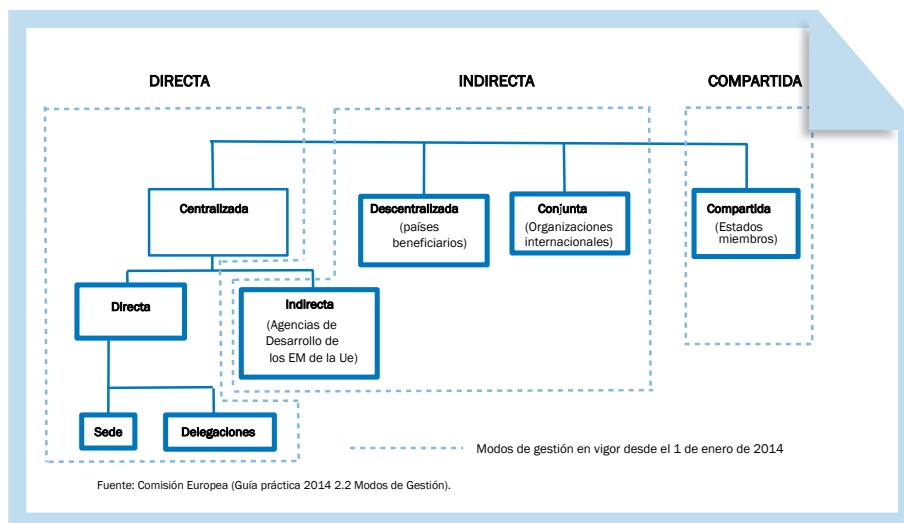 DIRECTA
INDIRECTA
COMPARTIDA
Centralizada
Descentralizada
(países
beneficiarios)
Conjunta
(Organizaciones
internacionales)
Compartida
(Estados
miembros)
Directa
Indirecta
(Agencias de
Desarrollo de
los EM de la Ue)
Sede
Delegaciones
Modos de gestión en vigor desde el 1 de enero de 2014
Fuente: Comisión Europea (Guía práctica 2014 2.2 Modos de Gestión).